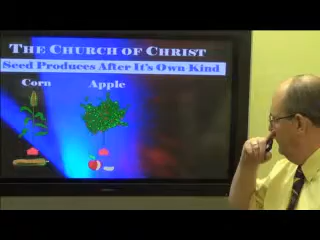 The Church of Christ
Seed Produces After It's Own Kind
Corn Apple